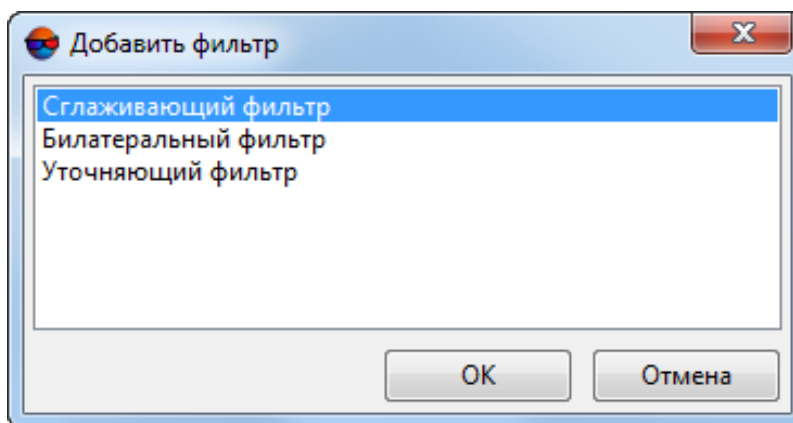 Добавить фильтр
Сглаживающий фильтр
Билатеральный фильтр
Уточняющий фильтр
OK
Отмена